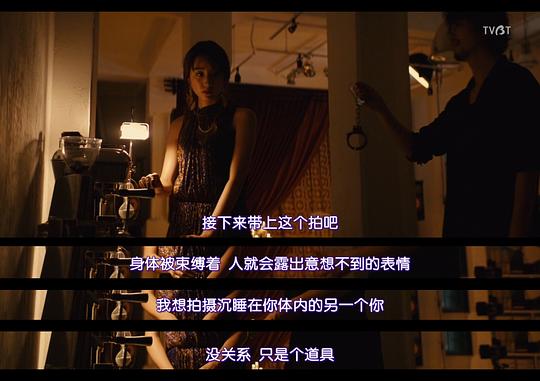 TVBT
接下来带上这个拍吧
身体被束缚着 人就会露出意想不到的表情
我想拍摄沉睡在你体内的另一个你
没关系 只是个道具